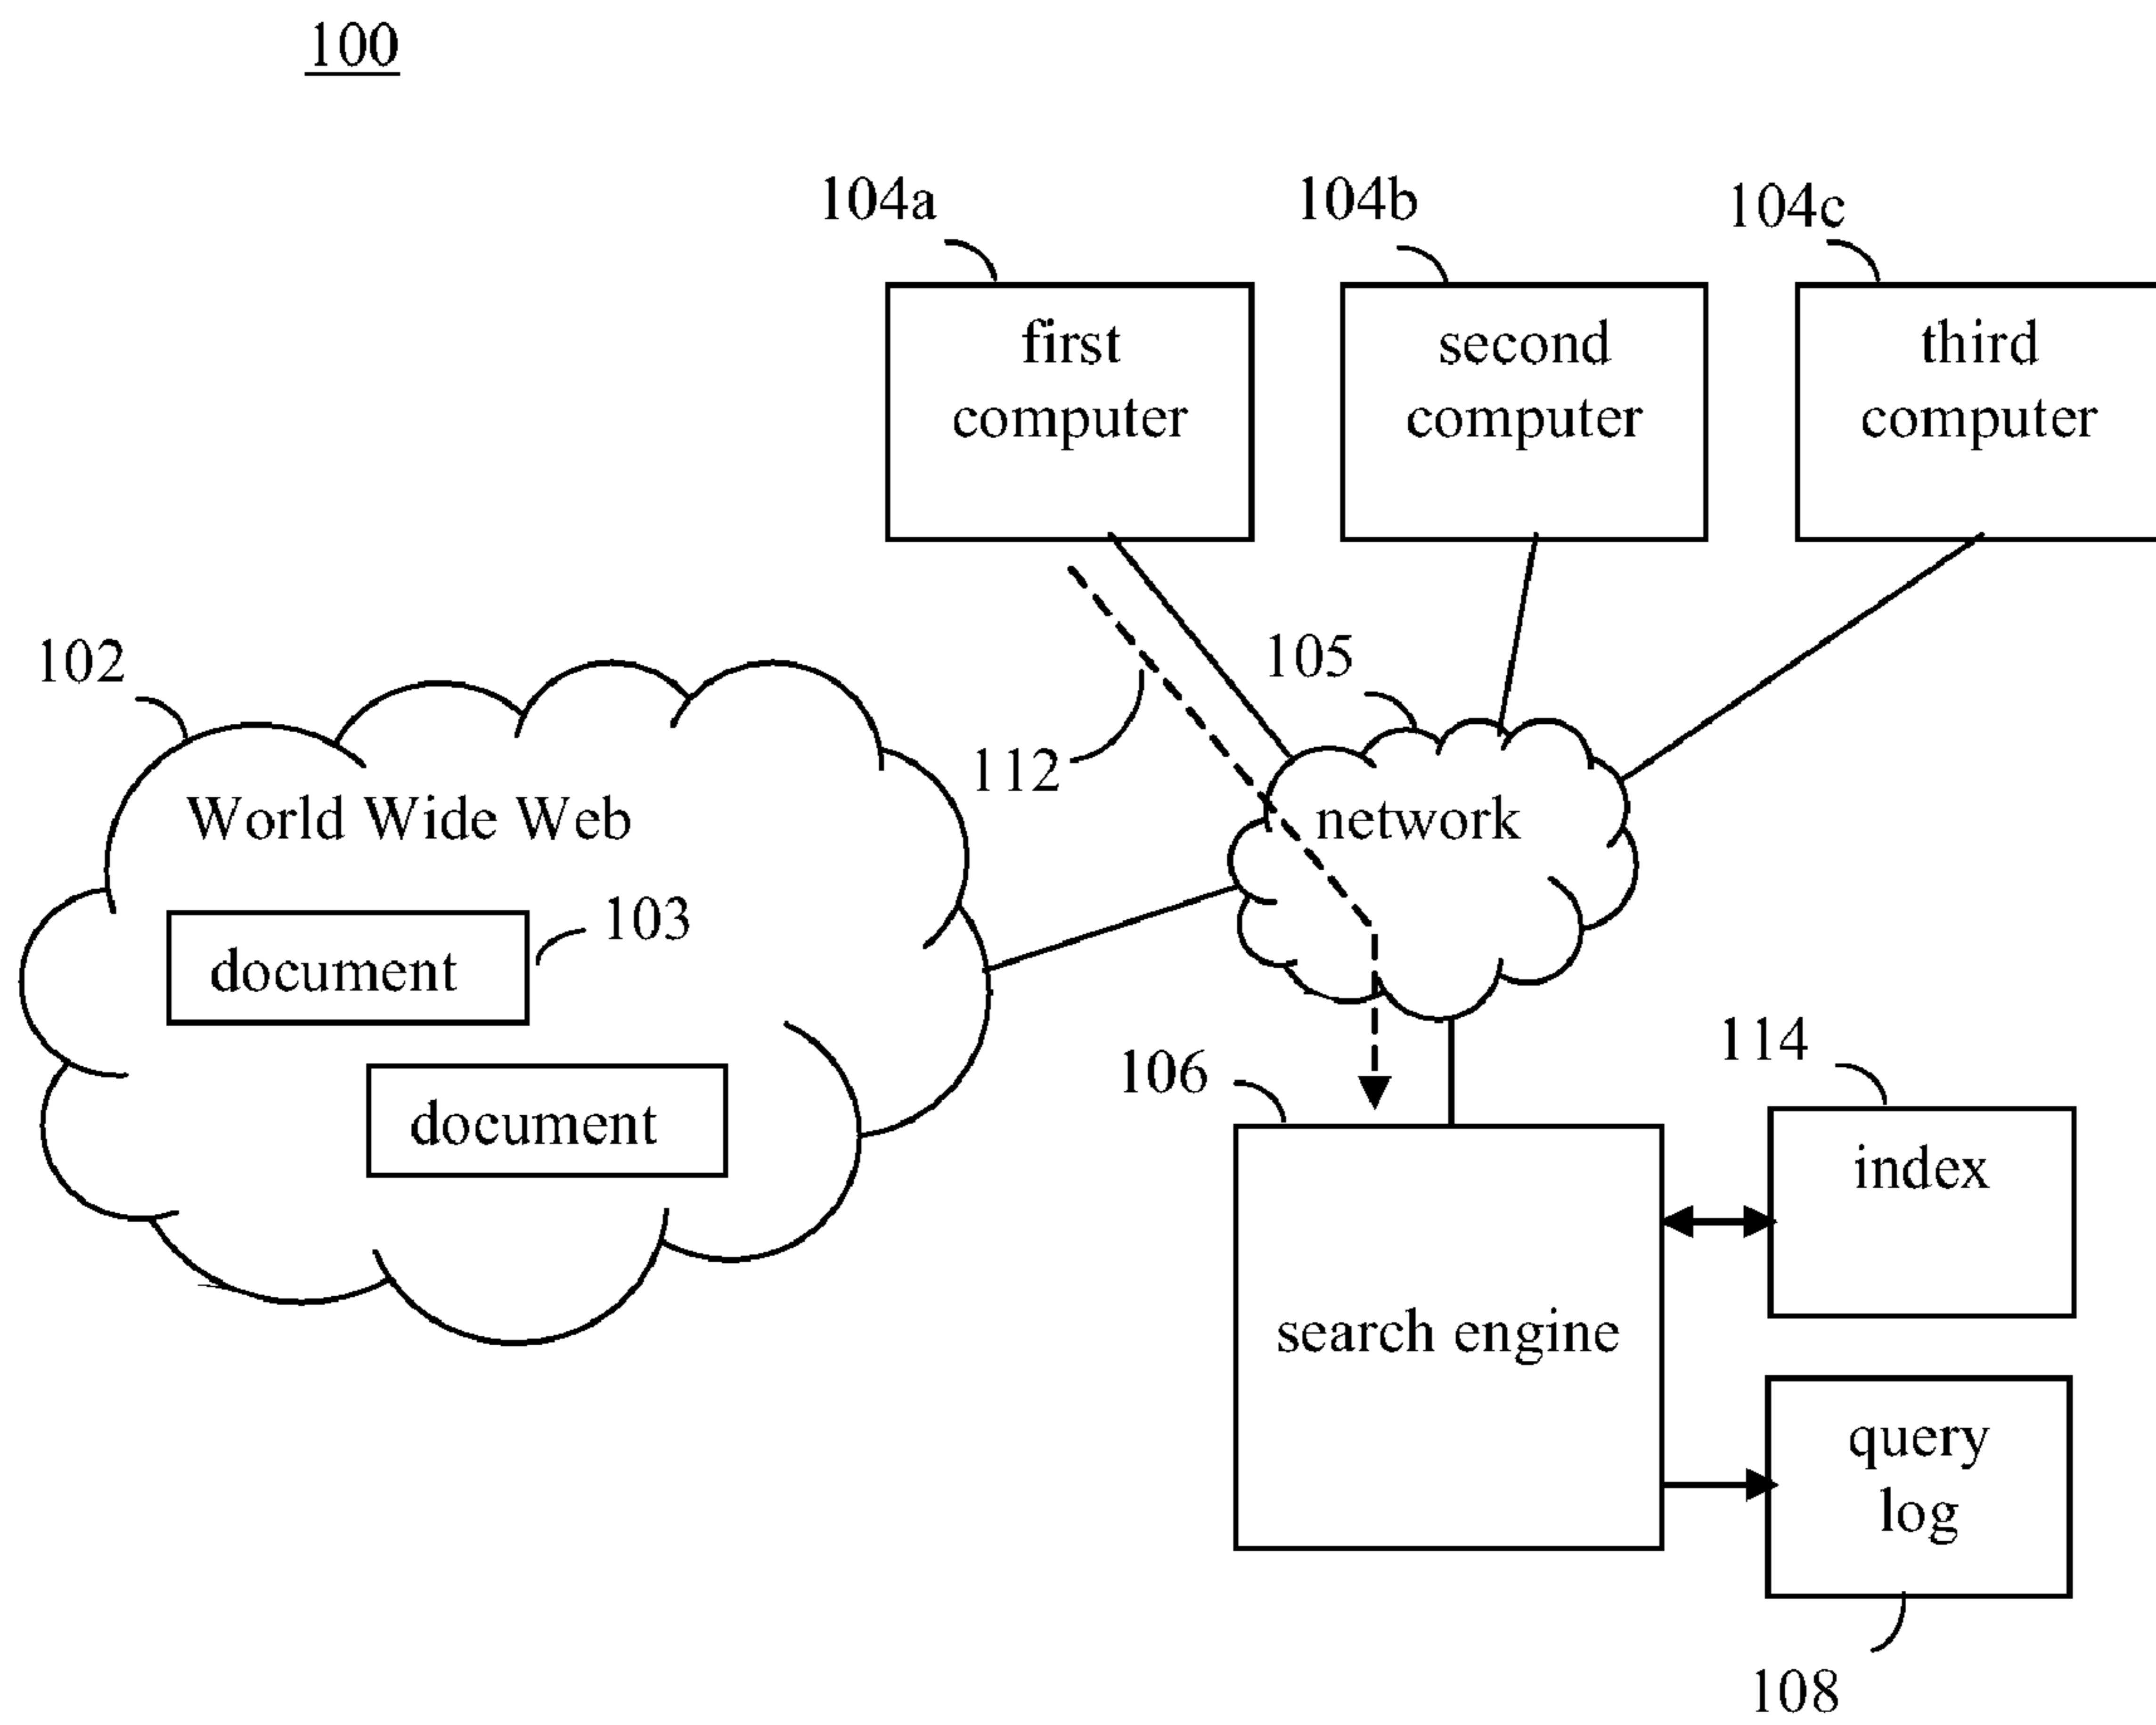 100
104a
104b
104c
first
computer
second
computer
third
computer
102
105
112
World Wide Web
network
document
103
document
106
114
index
search engine
query
log
108